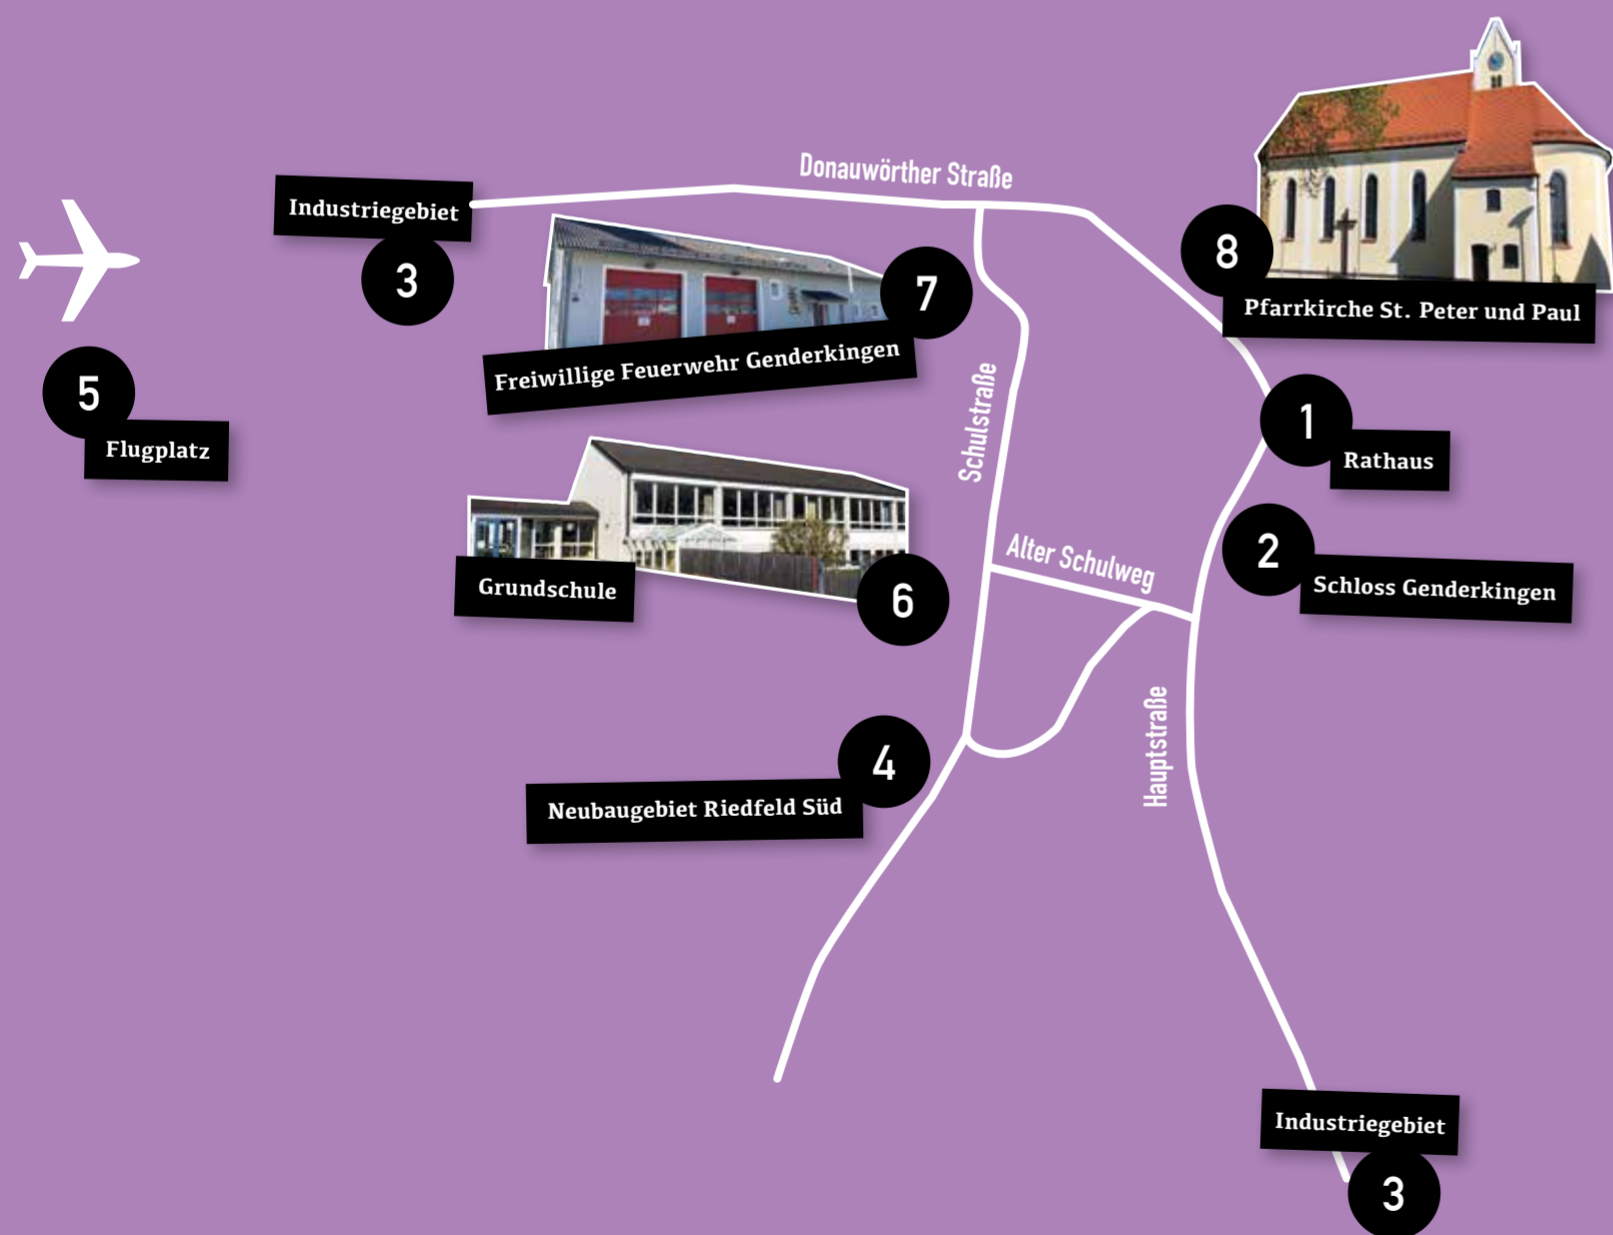 Donauwörther Straße
Industriegebiet
3
8
Pfarrkirche St. Peter und Paul
7
Freiwillige Feuerwehr Genderkingen
5
Flugplatz
Schulstraße
1
Rathaus
Grundschule
6
Alter Schulweg
2
Schloss Genderkingen
4
Neubaugebiet Riedfeld Süd
Hauptstraße
Industriegebiet
3